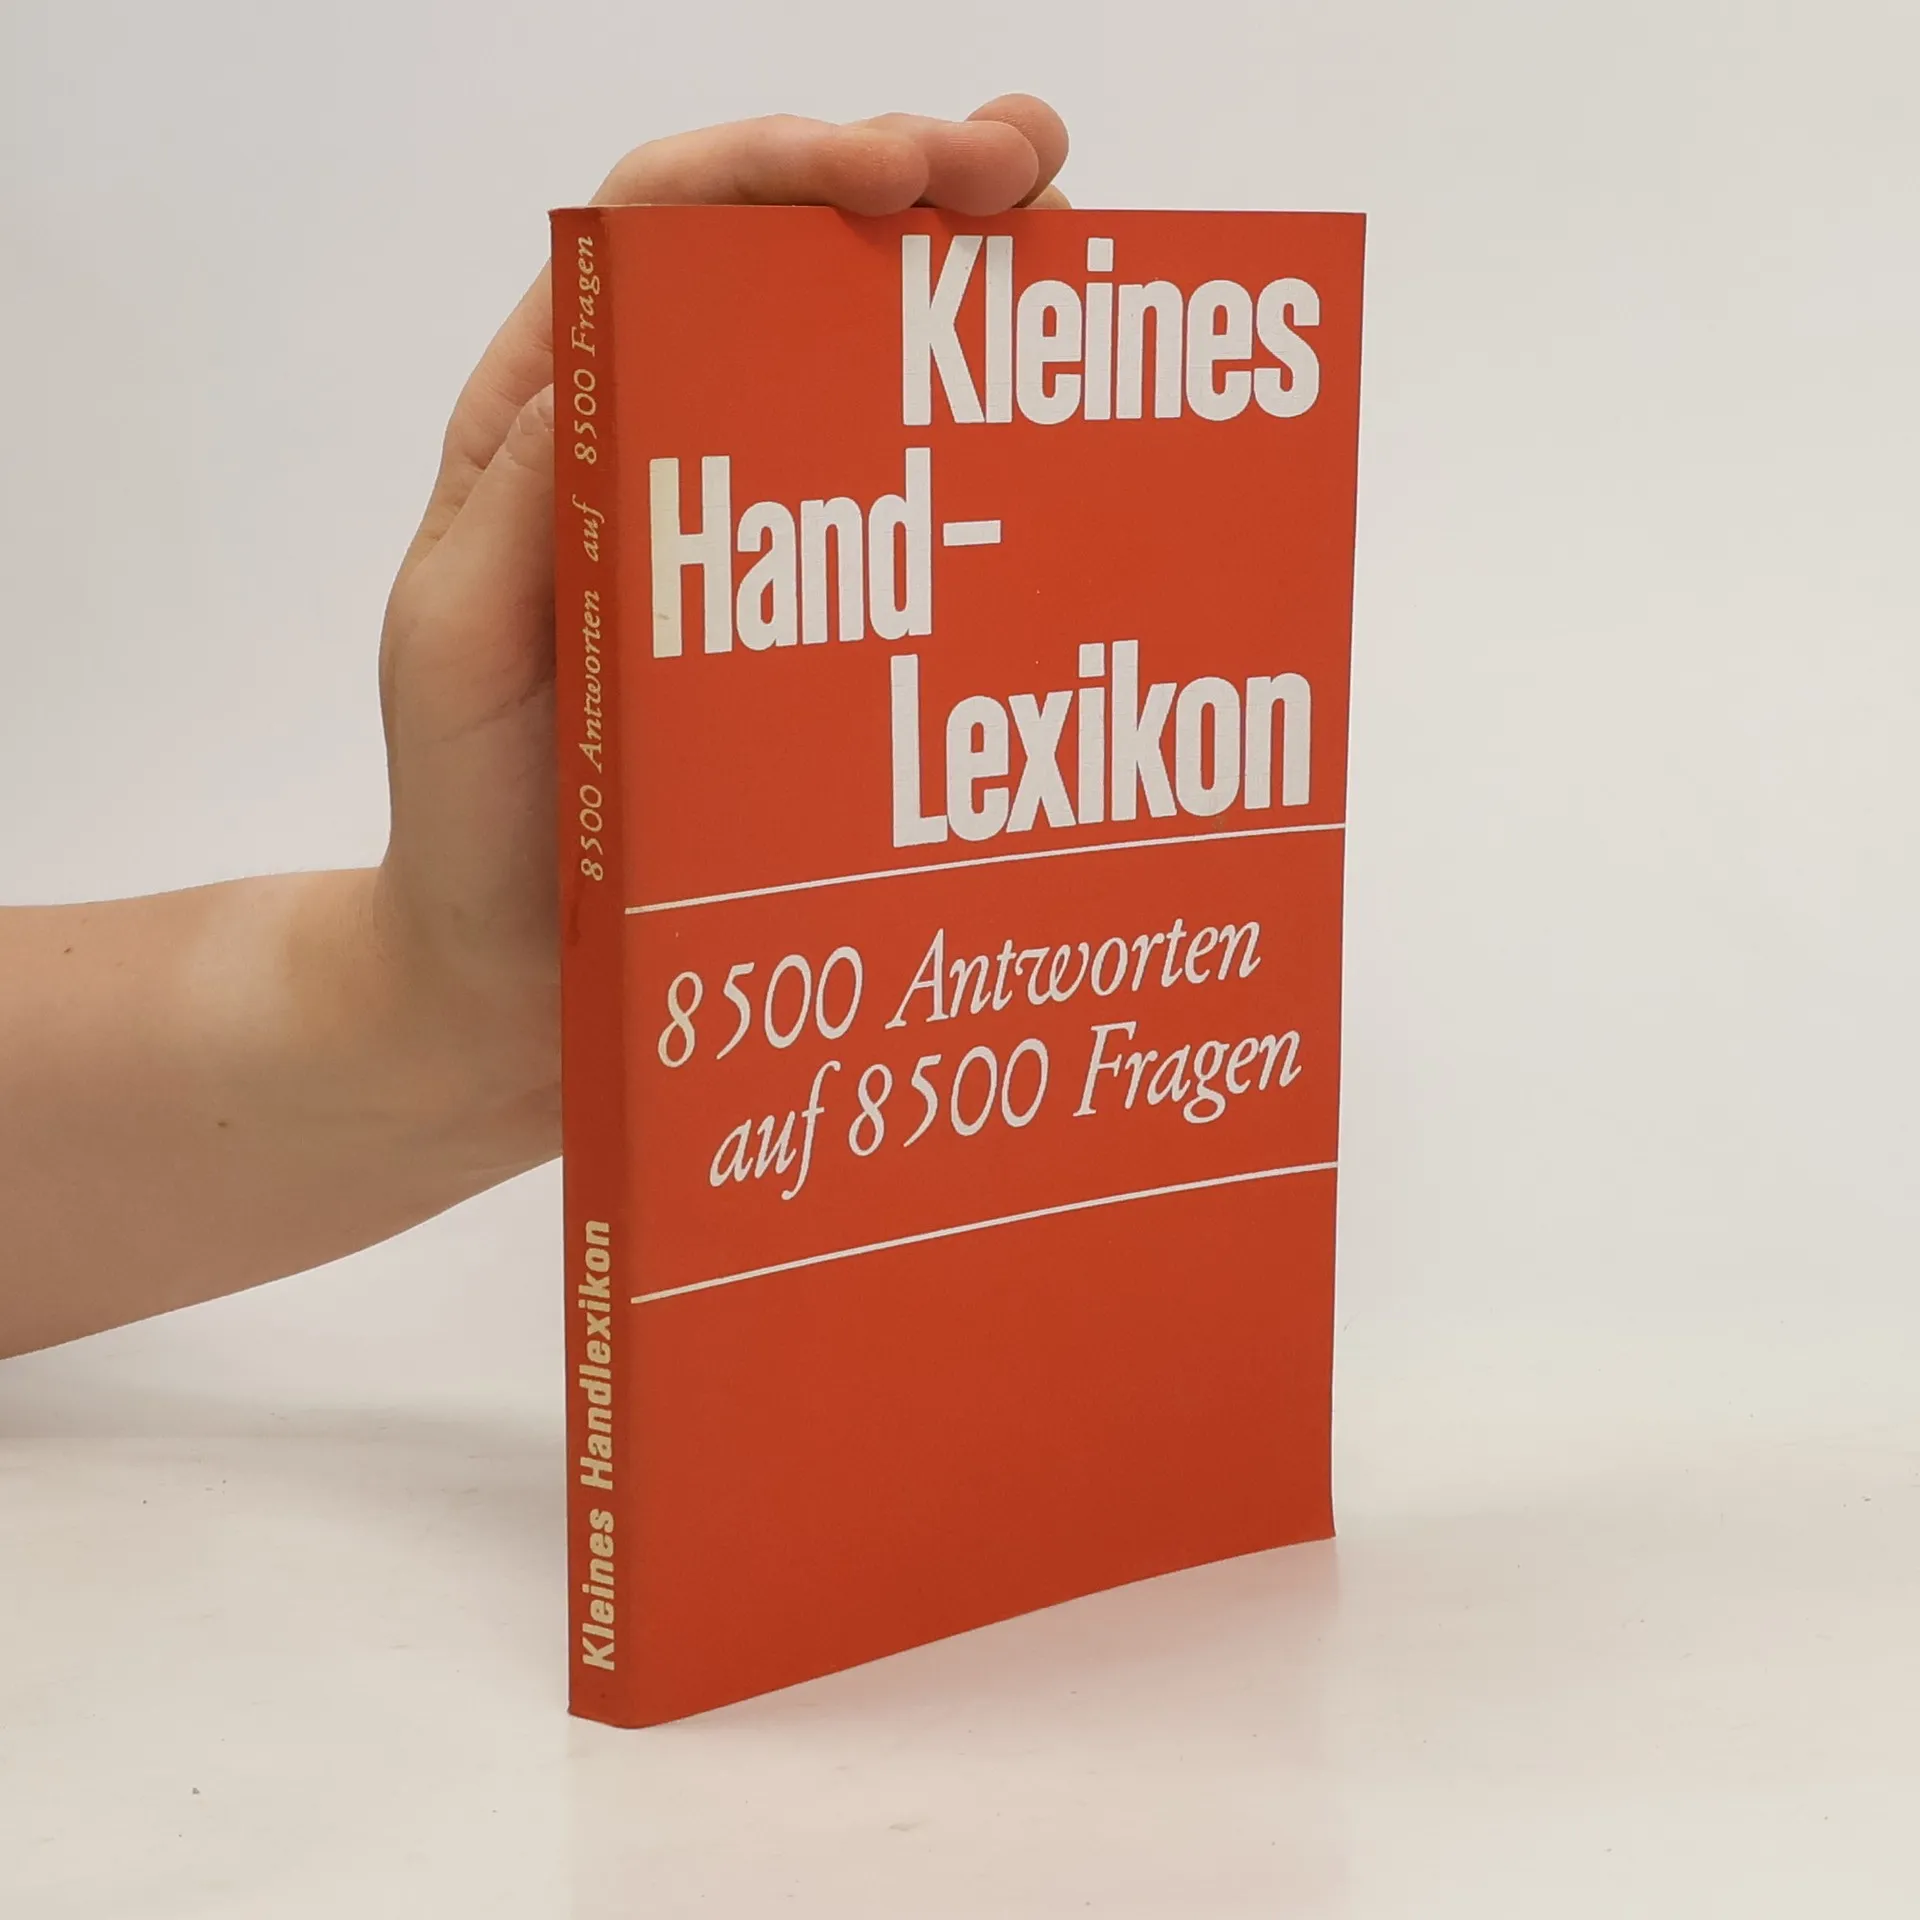 Kleines
Hand-
Lexikon
8500 Antworten
auf 8500 Fragen
Kleines Handlexikon 8500 Antworten auf 8500 Fragen